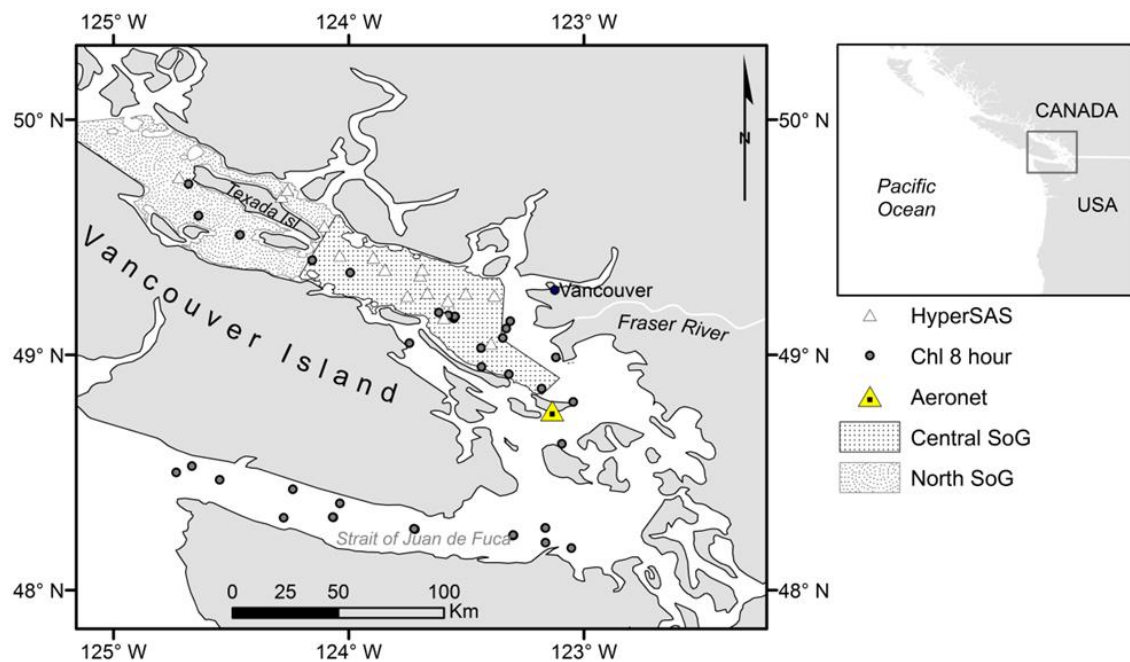 125° W 124° W 123° W
50° N 50° N
N
CANADA
USA
Pacific
Ocean
Texada Isl
Vancouver Island
Vancouver
Fraser River
49° N 49° N
HyperSAS
Chl 8 hour
Aeronet
Central SoG
North SoG
Strait of Juan de Fuca
48° N 48° N
0 25 50 100
Km
125° W 124° W 123° W